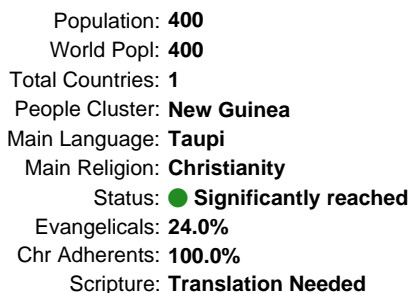 Population: 400
World Popl: 400
Total Countries: 1
People Cluster: New Guinea
Main Language: Taupi
Main Religion: Christianity
Status: Significantly reached
Evangelicals: 24.0%
Chr Adherents: 100.0%
Scripture: Translation Needed